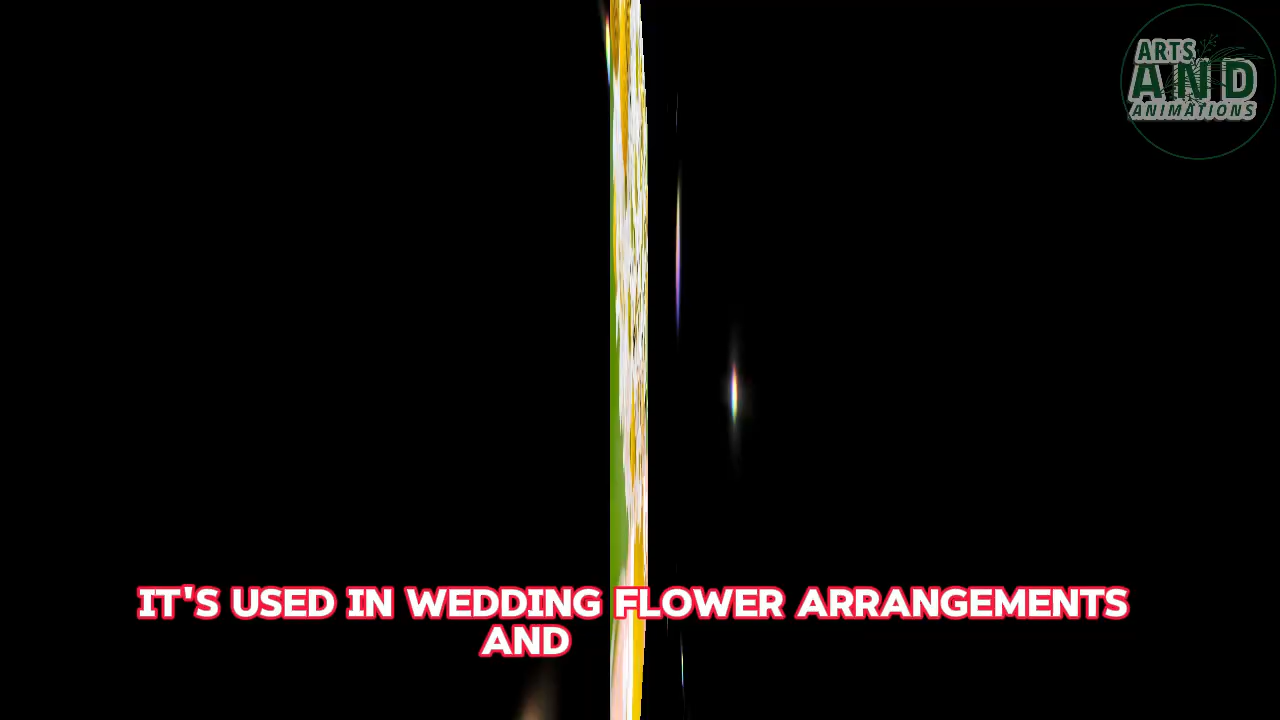 ARTS
AND
ANIMATIONS
IT'S USED IN WEDDING FLOWER ARRANGEMENTS
AND